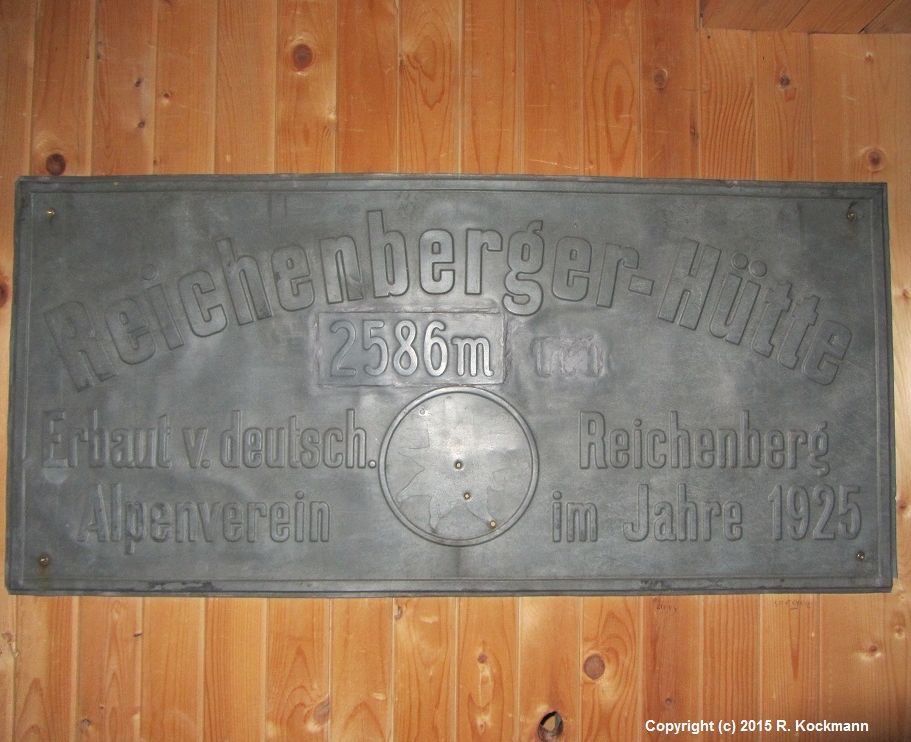 Reichenberger-Hütte
2586m
Erbaut v. deutsch. Reichenberg
Alpenverein im Jahre 1925
Copyright (c) 2015 R. Kockmann